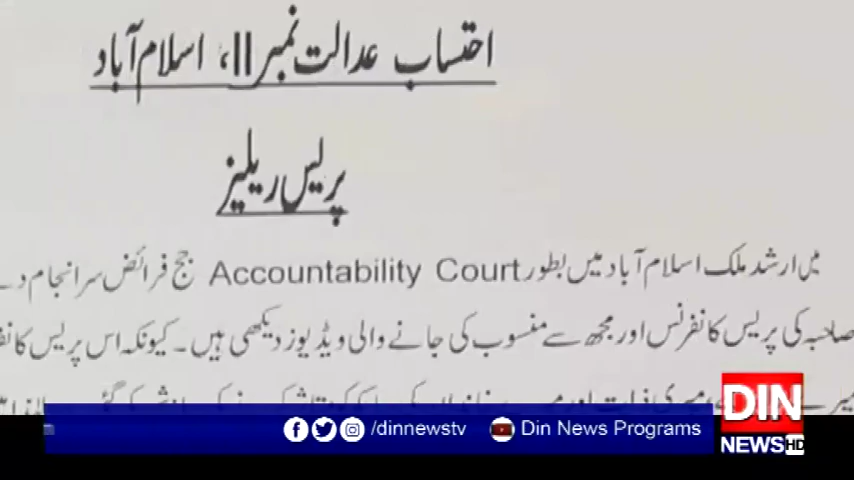 احتساب عدالت نمبر II، اسلام آباد
پریس ریلیز
میں ارشد ملک اسلام آباد میں بطور Accountability Court جج فرائض سرانجام دے
صاحبہ کی پریس کانفرنس اور مجھ سے منسوب کی جانے والی ویڈیوز دیکھی ہیں۔ کیونکہ اس پریس
/dinnewstv Din News Programs
DIN
NEWS HD